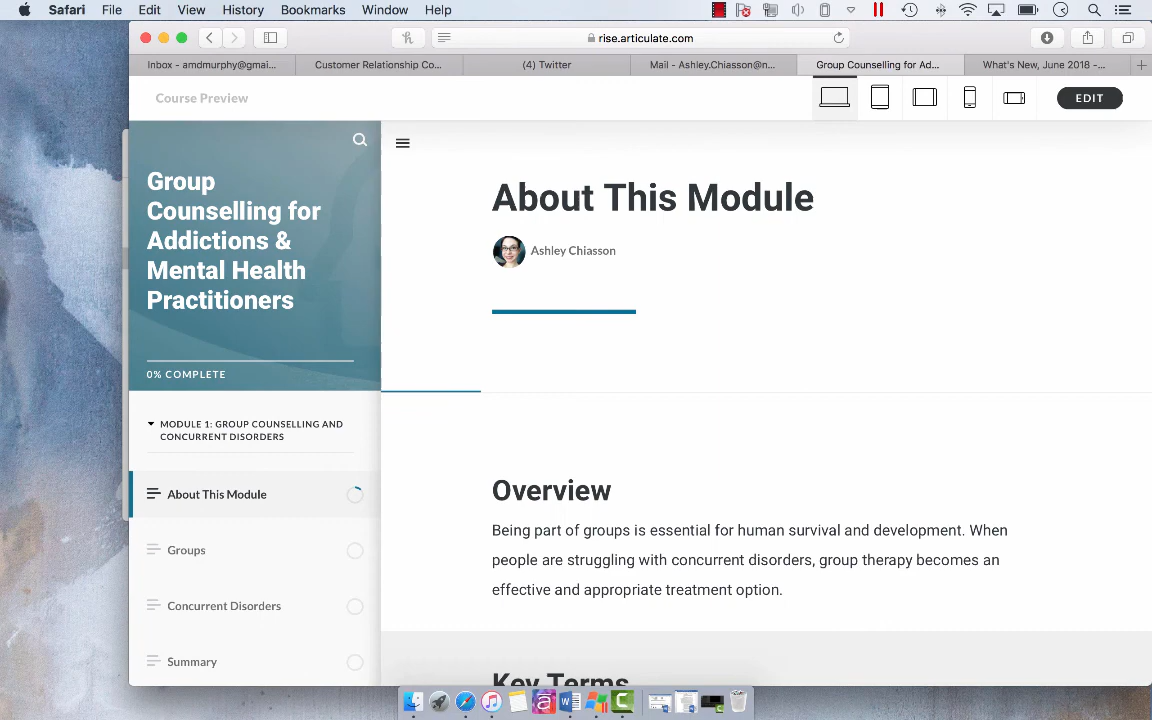 Safari File Edit View History Bookmarks Window Help
rise.articulate.com
Inbox - amdmurphy@gmai... Customer Relationship Co... (4) Twitter Mail - Ashley.Chiasson@n... Group Counselling for Ad... What's New, June 2018 -...
Course Preview
EDIT
Group
Counselling for
Addictions &
Mental Health
Practitioners
0% COMPLETE
MODULE 1: GROUP COUNSELLING AND
CONCURRENT DISORDERS
About This Module
Groups
Concurrent Disorders
Summary
About This Module
Ashley Chiasson
Overview
Being part of groups is essential for human survival and development. When
people are struggling with concurrent disorders, group therapy becomes an
effective and appropriate treatment option.
Key Terms